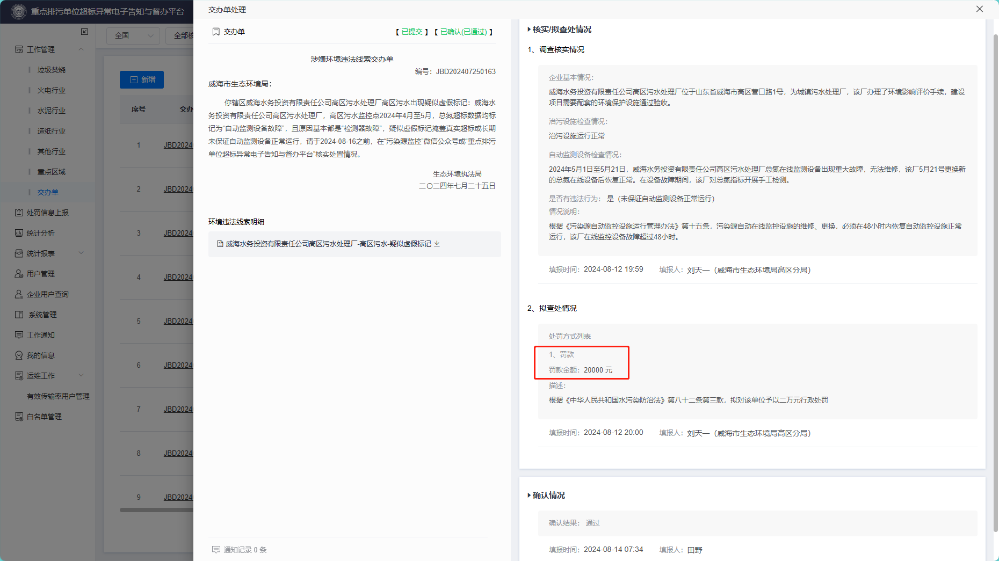 重点排污单位超标异常电子告知与督办平台
全国
全部核
工作管理
垃圾焚烧
火电行业
水泥行业
造纸行业
其他行业
重点区域
交办单
处罚信息上报
统计分析
统计报表
用户管理
企业用户查询
系统管理
工作通知
我的信息
运维工作
有效传输率用户管理
白名单管理
新增
序号 交办
1 JBD2024
2 JBD2024
3 JBD2024
4 JBD2024
5 JBD2024
6 JBD2024
7 JBD2024
8 JBD2024
9 JBD2024
交办单处理
交办单 【 已提交 】【 已确认(已通过) 】
涉嫌环境违法线索交办单
编号：JBD202407250163
威海市生态环境局：
你辖区威海水务投资有限责任公司高区污水处理厂高区污水出现疑似虚假标记：威海水
务投资有限责任公司高区污水处理厂，高区污水监控点2024年4月至5月，总氮超标数据均标
记为“自动监测设备故障”，且原因基本都是“检测器故障”，疑似虚假标记掩盖真实超标或长期
未保证自动监测设备正常运行，请于2024-08-16之前，在“污染源监控”微信公众号或“重点排污
单位超标异常电子告知与督办平台”核实处置情况。
生态环境执法局
二〇二四年七月二十五日
环境违法线索明细
威海水务投资有限责任公司高区污水处理厂-高区污水-疑似虚假标记
通知记录 0 条
核实/拟查处情况
1、调查核实情况
企业基本情况：
威海水务投资有限责任公司高区污水处理厂位于山东省威海市高区营口路1号，为城镇污水处理厂，该厂办理了环境影响评价手续，建设
项目需要配套的环境保护设施通过验收。
治污设施检查情况：
治污设施运行正常
自动监测设备检查情况：
2024年5月1日至5月21日，威海水务投资有限责任公司高区污水处理厂总氮在线监测设备出现重大故障，无法维修，该厂5月21号更换新
的总氮在线设备后恢复正常。在设备故障期间，该厂对总氮指标开展手工检测。
是否有违法行为： 是（未保证自动监测设备正常运行）
情况说明：
根据《污染源自动监控设施运行管理办法》第十五条，污染源自动在线监控设施的维修、更换，必须在48小时内恢复自动监控设施正常
运行，该厂在线监控设备故障超过48小时。
填报时间：2024-08-12 19:59 填报人：刘天一（威海市生态环境局高区分局）
2、拟查处情况
处罚方式列表
1、罚款
罚款金额：20000 元
描述：
根据《中华人民共和国水污染防治法》第八十二条第三款，拟对该单位予以二万元行政处罚
填报时间：2024-08-12 20:00 填报人：刘天一（威海市生态环境局高区分局）
确认情况
确认结果： 通过
填报时间：2024-08-14 07:34 填报人：田野